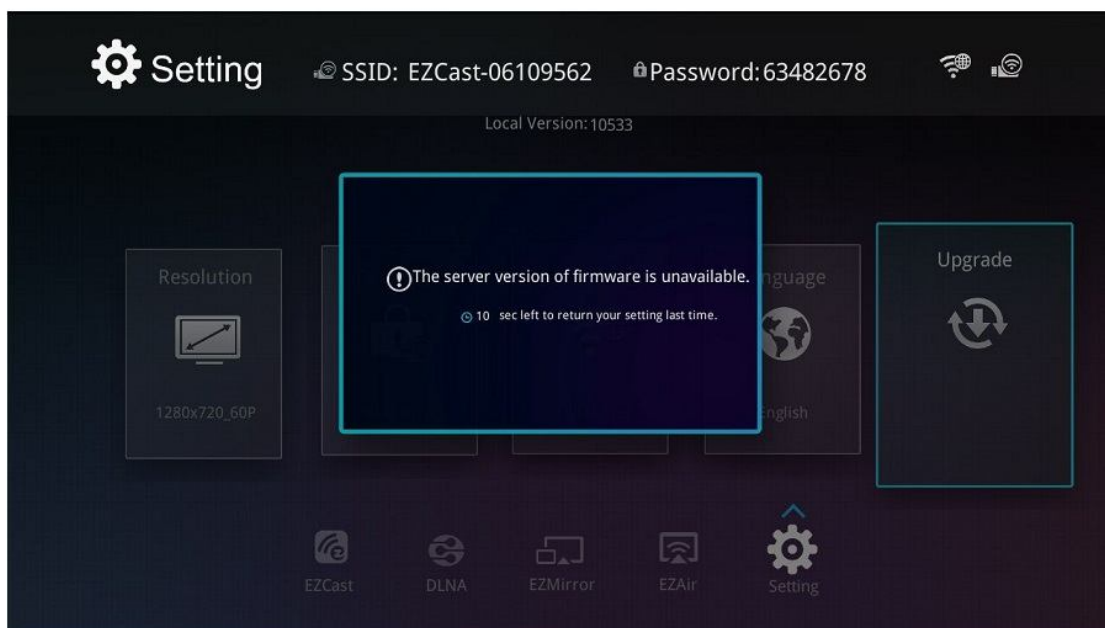 Setting SSID: EZCast-06109562 Password:63482678
Local Version:10533
Resolution
nguage
Upgrade
The server version of firmware is unavailable.
10 sec left to return your setting last time.
1280x720_60P
English
EZCast DLNA EZMirror EZAir Setting